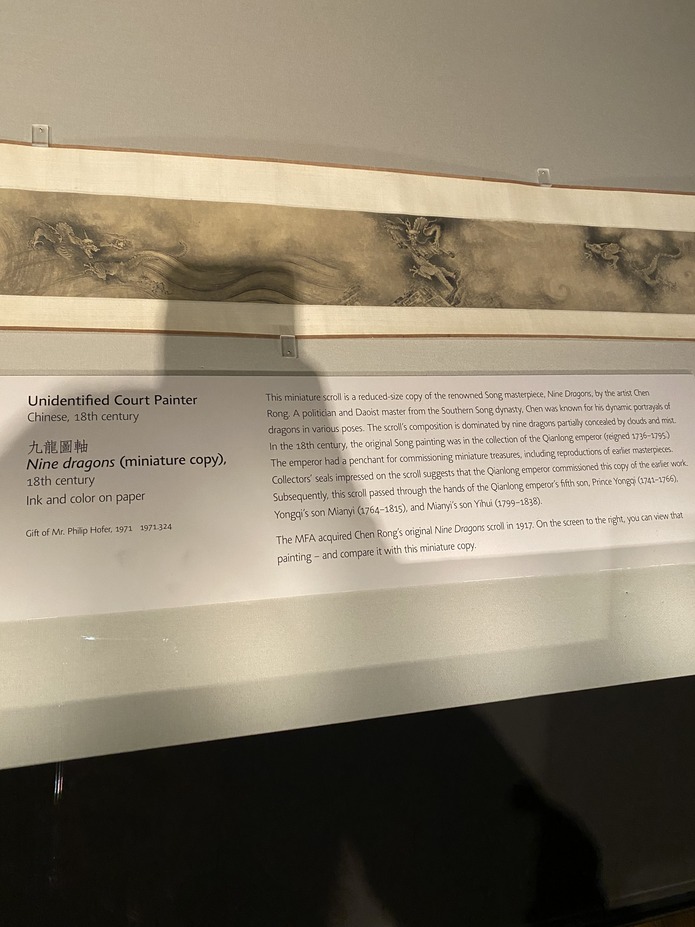 Unidentified Court Painter
Chinese, 18th century
九龍圖軸
Nine dragons (miniature copy),
18th century
Ink and color on paper
Gift of Mr. Philip Hofer, 1971 1971.324
This miniature scroll is a reduced-size copy of the renowned Song masterpiece, Nine Dragons, by the artist Chen
Rong. A politician and Daoist master from the Southern Song dynasty, Chen was known for his dynamic portrayals of
dragons in various poses. The scroll's composition is dominated by nine dragons partially concealed by clouds and mist.
In the 18th century, the original Song painting was in the collection of the Qianlong emperor (reigned 1736–1795.)
The emperor had a penchant for commissioning miniature treasures, including reproductions of earlier masterpieces.
Collectors' seals impressed on the scroll suggests that the Qianlong emperor commissioned this copy of the earlier work.
Subsequently, this scroll passed through the hands of the Qianlong emperor's fifth son, Prince Yongqi (1741–1766),
Yongqi's son Mianyi (1764–1815), and Mianyi's son Yihui (1799–1838).
The MFA acquired Chen Rong's original Nine Dragons scroll in 1917. On the screen to the right, you can view that
painting – and compare it with this miniature copy.